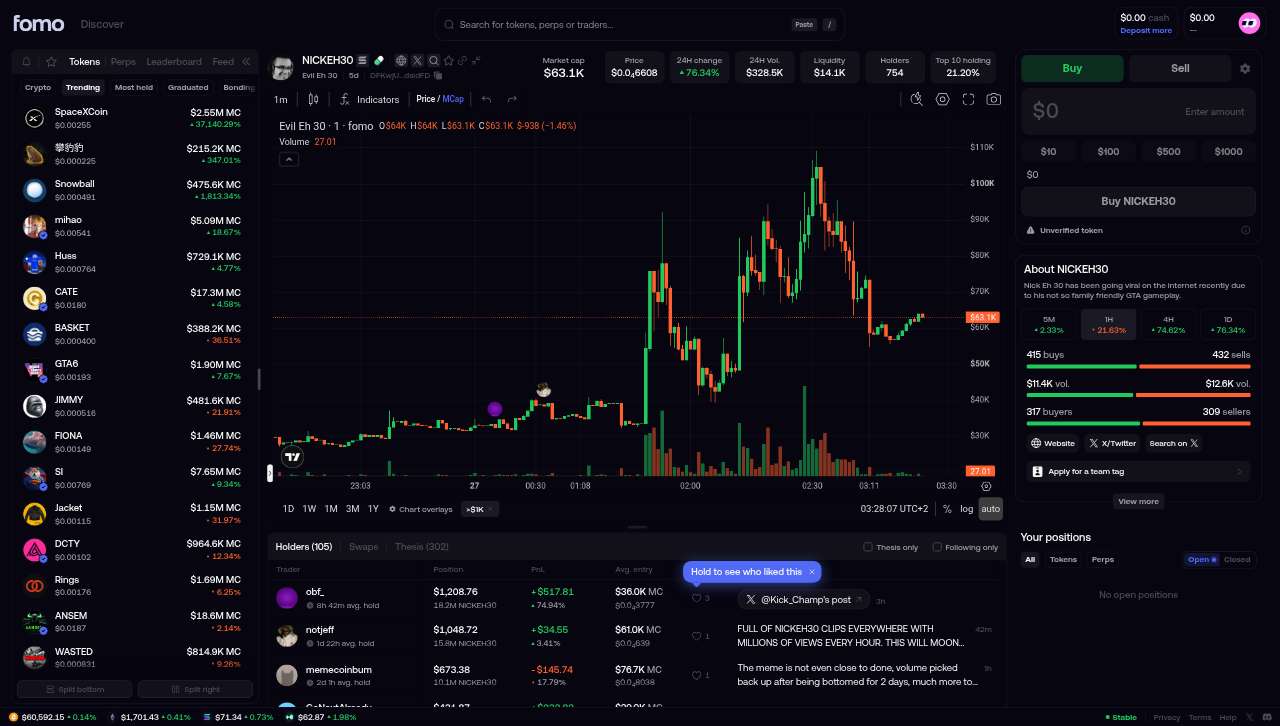 fomo Discover
Search for tokens, perps or traders... Paste /
$0.00 cash $0.00
Deposit more —
Tokens Perps Leaderboard Feed
Crypto Trending Most held Graduated Bonding
SpaceXCoin $2.55M MC
$0.00255 37,140.29%
攀豹豹 $215.2K MC
$0.000225 347.01%
Snowball $475.6K MC
$0.000491 1,813.34%
mihao $5.09M MC
$0.00541 18.67%
Huss $729.1K MC
$0.000764 4.77%
CATE $17.3M MC
$0.0180 4.58%
BASKET $388.2K MC
$0.000400 36.51%
GTA6 $1.90M MC
$0.00193 7.67%
JIMMY $481.6K MC
$0.000516 21.91%
FIONA $1.46M MC
$0.00149 27.74%
SI $7.65M MC
$0.00769 9.34%
Jacket $1.15M MC
$0.00115 31.97%
DCTY $964.6K MC
$0.00102 12.34%
Rings $1.69M MC
$0.00176 6.25%
ANSEM $18.6M MC
$0.0187 2.14%
WASTED $814.9K MC
$0.000831 9.26%
Split bottom Split right
NICKEH30
Evil Eh 30 5d
Market cap Price 24H change 24H Vol. Liquidity Holders Top 10 holding
$63.1K $0.0₄6608 76.34% $328.5K $14.1K 754 21.20%
1m Indicators Price / MCap
Evil Eh 30 · 1 · fomo O$64K H$64K L$63.1K C$63.1K $-938 (−1.46%)
Volume 27.01
$110K
$100K
$90K
$80K
$70K
$63.1K
$60K
$50K
$40K
$30K
27.01
23:03 27 00:30 01:08 02:00 02:30 03:11 03:30
1D 1W 1M 3M 1Y Chart overlays >$1K 03:28:07 UTC+2 % log auto
Holders (105) Swaps Thesis (302) Thesis only Following only
Trader Position PnL Avg. entry
Hold to see who liked this ×
obf_ $1,208.76 +$517.81 $36.0K MC
8h 42m avg. hold 18.2M NICKEH30 74.94% $0.0₄3777
3 @Kick_Champ's post 3h
notjeff $1,048.72 +$34.55 $61.0K MC
1d 22h avg. hold 15.8M NICKEH30 3.41% $0.0₄639
1 FULL OF NICKEH30 CLIPS EVERYWHERE WITH 42m
MILLIONS OF VIEWS EVERY HOUR. THIS WILL MOON...
memecoinbum $673.38 -$145.74 $76.7K MC
2d 1h avg. hold 10.1M NICKEH30 17.79% $0.0₄8038
1 The meme is not even close to done, volume picked 1h
back up after being bottomed for 2 days, much more to...
Buy Sell
$0 Enter amount
$10 $100 $500 $1000
$0
Buy NICKEH30
Unverified token
About NICKEH30
Nick Eh 30 has been going viral on the internet recently due
to his not so family friendly GTA gameplay.
5M 1H 4H 1D
2.33% 21.63% 74.62% 76.34%
415 buys 432 sells
$11.4K vol. $12.6K vol.
317 buyers 309 sellers
Website X/Twitter Search on X
Apply for a team tag
View more
Your positions
All Tokens Perps Open Closed
No open positions
$60,592.15 0.14% $1,701.43 0.41% $71.34 0.73% $62.87 1.98%
Stable Privacy Terms Help